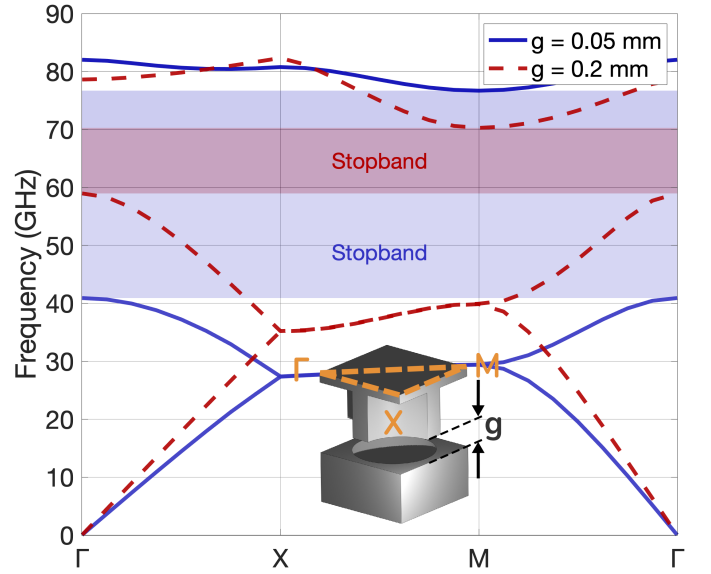 90
80
70
60
50
40
30
20
10
0
Frequency (GHz)
g = 0.05 mm
g = 0.2 mm
Stopband
Stopband
Γ
M
X
g
Γ
X
M
Γ